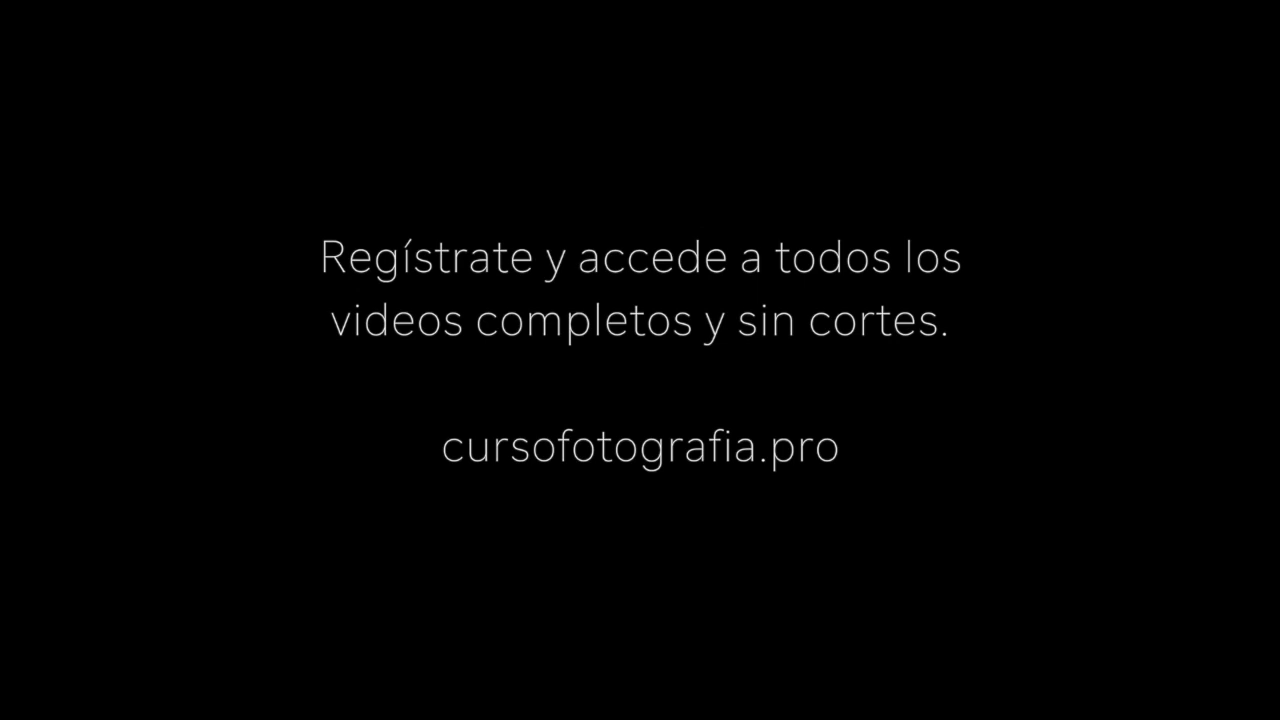 Regístrate y accede a todos los
videos completos y sin cortes.
cursofotografia.pro